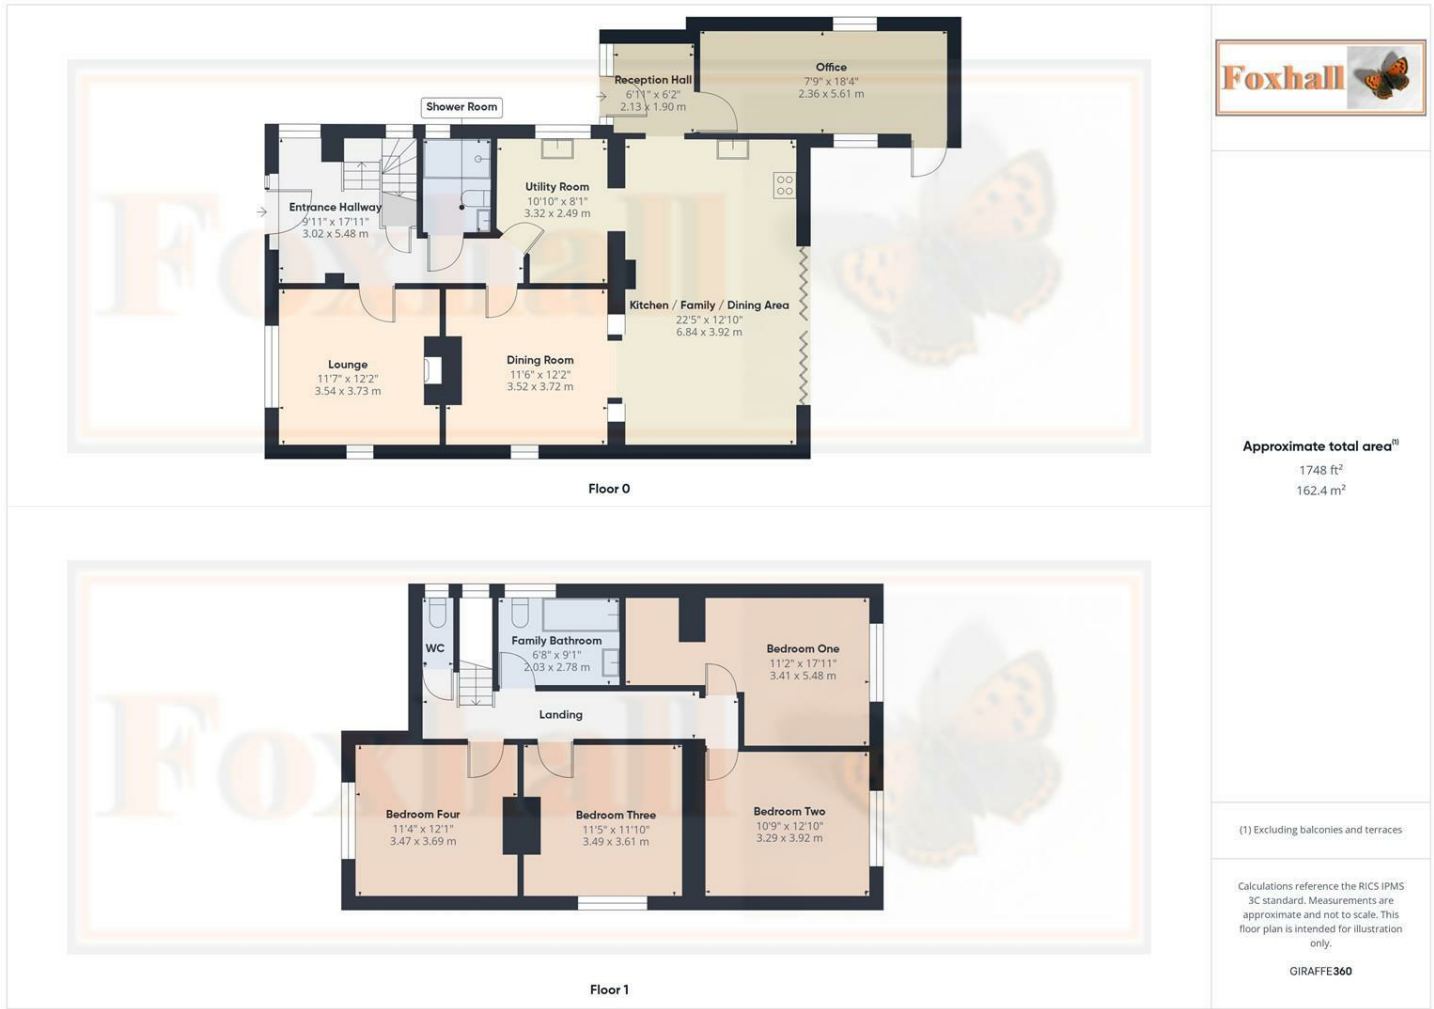 Foxhall
Reception Hall
6'11" x 6'2"
2.13 x 1.90 m
Office
7'9" x 18'4"
2.36 x 5.61 m
Shower Room
Utility Room
10'10" x 8'1"
3.32 x 2.49 m
Entrance Hallway
9'11" x 17'11"
3.02 x 5.48 m
Kitchen / Family / Dining Area
22'5" x 12'10"
6.84 x 3.92 m
Lounge
11'7" x 12'2"
3.54 x 3.73 m
Dining Room
11'6" x 12'2"
3.52 x 3.72 m
Foxhall
Floor 0
WC
Family Bathroom
6'8" x 9'1"
2.03 x 2.78 m
Bedroom One
11'2" x 17'11"
3.41 x 5.48 m
Landing
Bedroom Four
11'4" x 12'1"
3.47 x 3.69 m
Bedroom Three
11'5" x 11'10"
3.49 x 3.61 m
Bedroom Two
10'9" x 12'10"
3.29 x 3.92 m
Foxhall
Floor 1
Approximate total area(1)
1748 ft²
162.4 m²
(1) Excluding balconies and terraces
Calculations reference the RICS IPMS
3C standard. Measurements are
approximate and not to scale. This
floor plan is intended for illustration
only.
GIRAFFE360